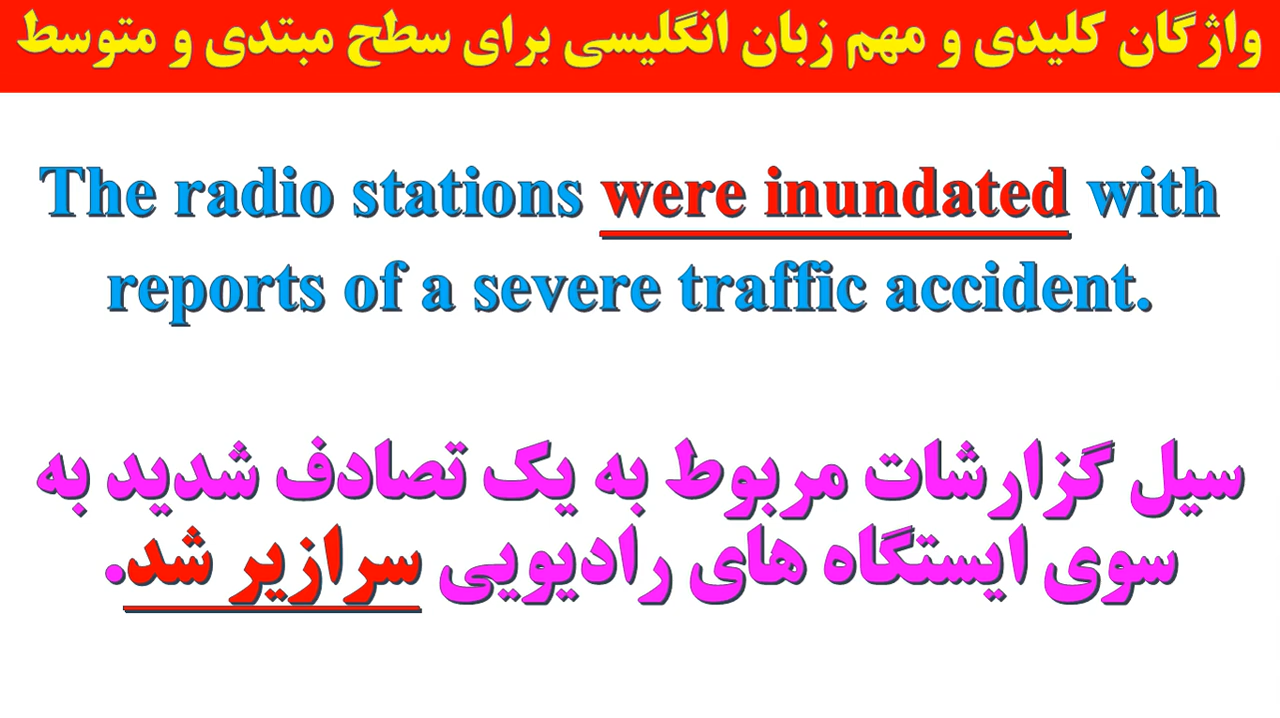 واژگان کلیدی و مهم زبان انگلیسی برای سطح مبتدی و متوسط
The radio stations were inundated with
reports of a severe traffic accident.
سیل گزارشات مربوط به یک تصادف شدید به
سوی ایستگاه های رادیویی سرازیر شد.